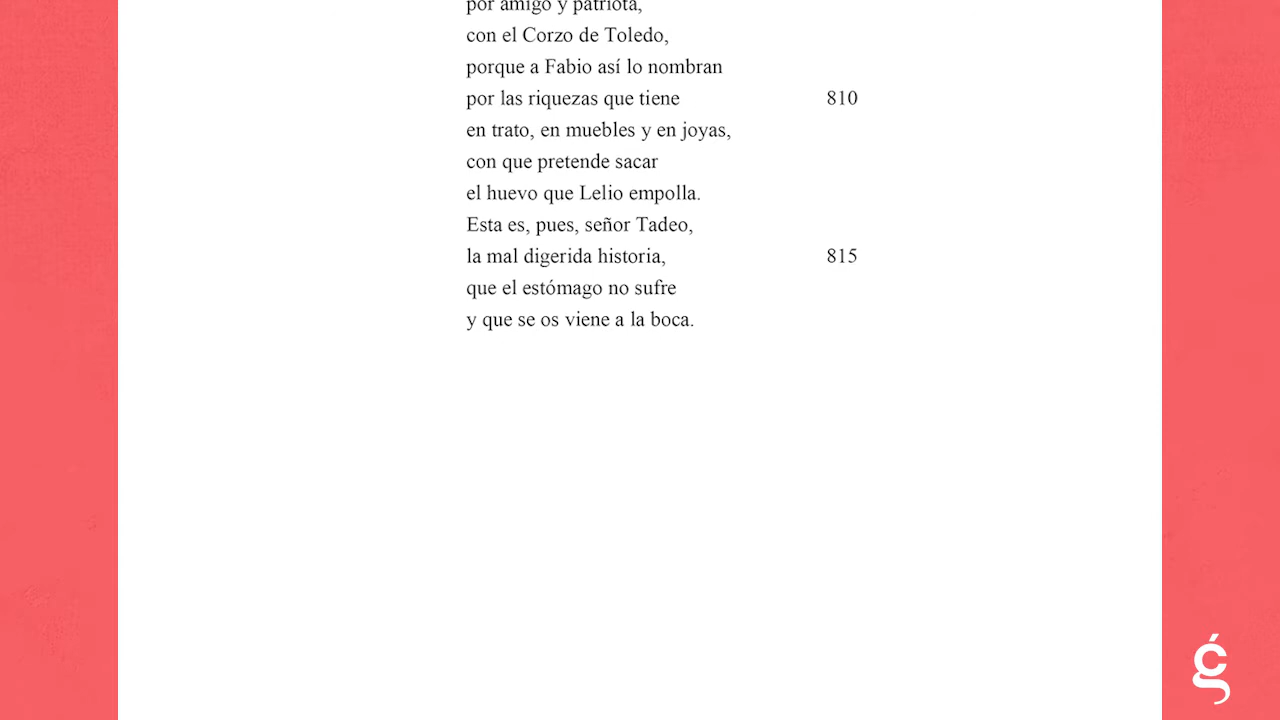 por amigo y patriota,
con el Corzo de Toledo,
porque a Fabio así lo nombran
por las riquezas que tiene 810
en trato, en muebles y en joyas,
con que pretende sacar
el huevo que Lelio empolla.
Esta es, pues, señor Tadeo,
la mal digerida historia, 815
que el estómago no sufre
y que se os viene a la boca.